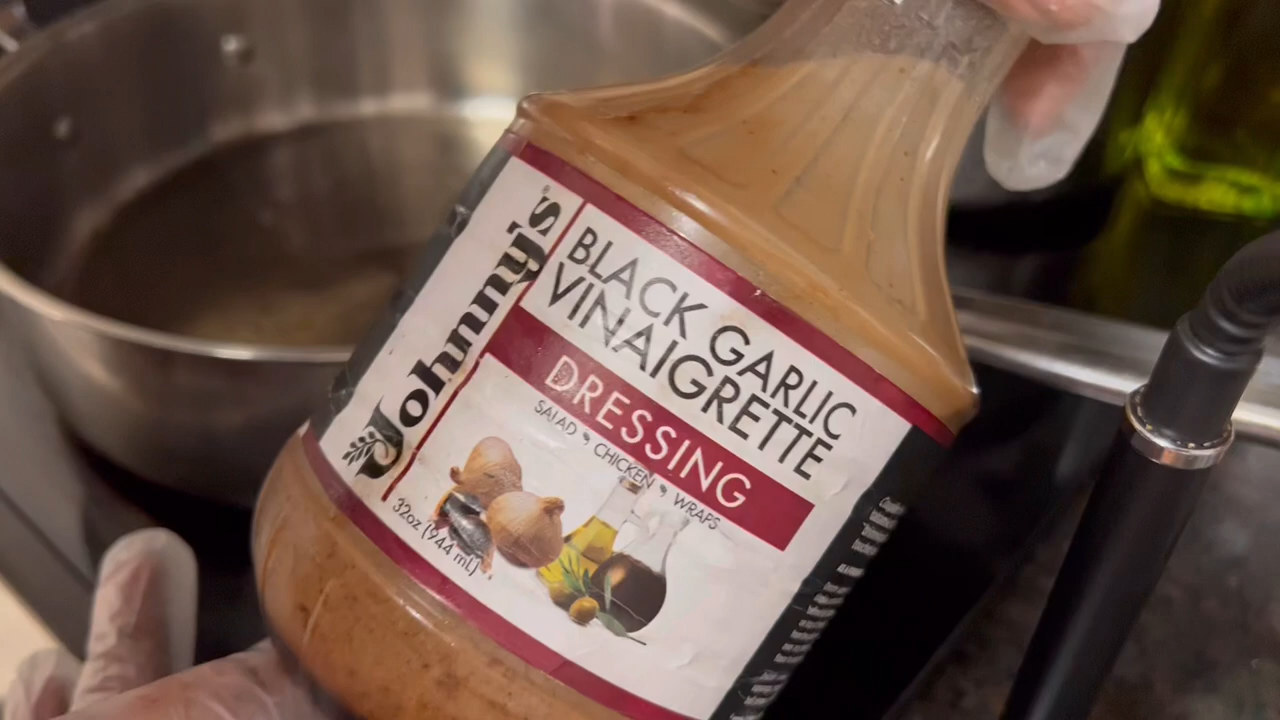 Johnny's®
BLACK GARLIC
VINAIGRETTE
DRESSING
SALAD CHICKEN WRAPS
32oz (944 mL)